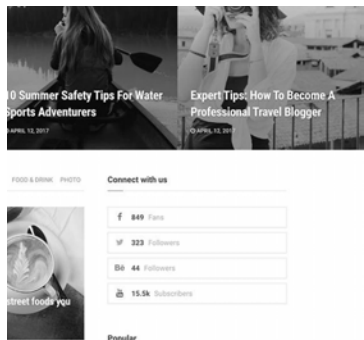 10 Summer Safety Tips For Water
Sports Adventurers
APRIL 12, 2017
Expert Tips: How To Become A
Professional Travel Blogger
APRIL 12, 2017
FOOD & DRINK PHOTO
Connect with us
849 Fans
323 Followers
Bē 44 Followers
15.5k Subscribers
street foods you
Popular